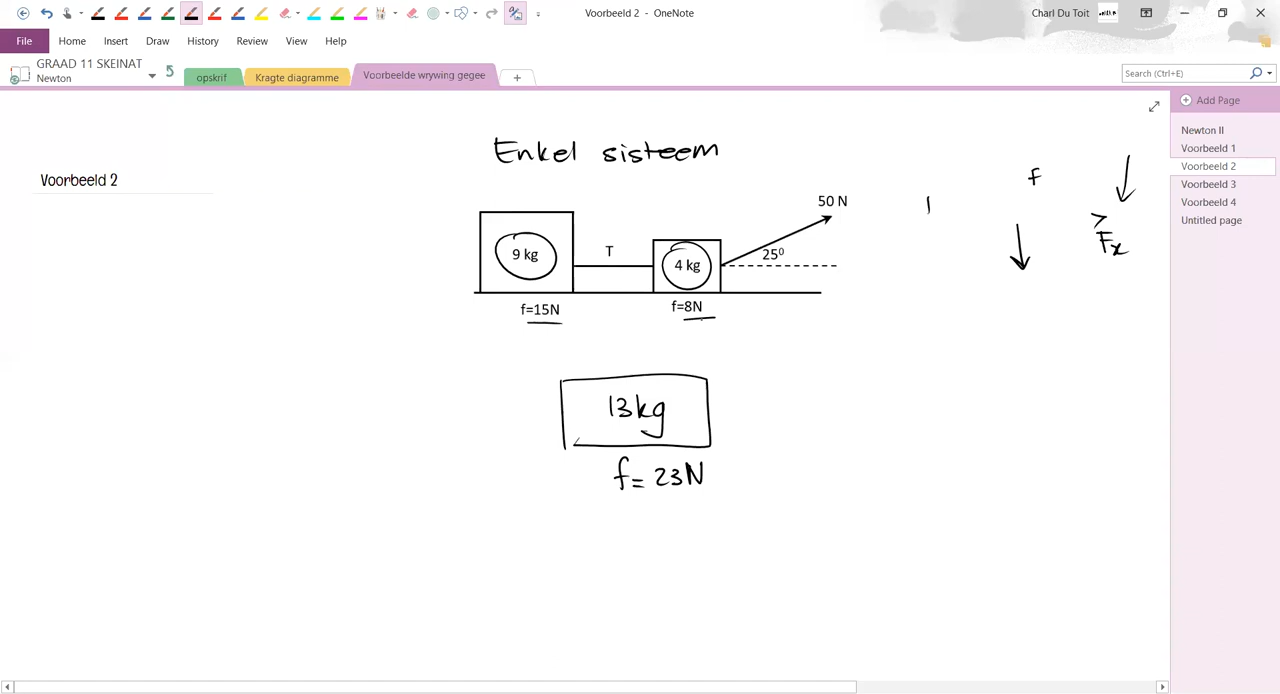 Voorbeeld 2 - OneNote
Charl Du Toit
File Home Insert Draw History Review View Help
GRAAD 11 SKEINAT
Newton
opskrif
Kragte diagramme
Voorbeelde wrywing gegee
Search (Ctrl+E)
Add Page
Newton II
Voorbeeld 1
Voorbeeld 2
Voorbeeld 3
Voorbeeld 4
Untitled page
Voorbeeld 2
Enkel sisteem
50 N
9 kg
T
4 kg
25⁰
f=15N
f=8N
f
Fx
13kg
f = 23N